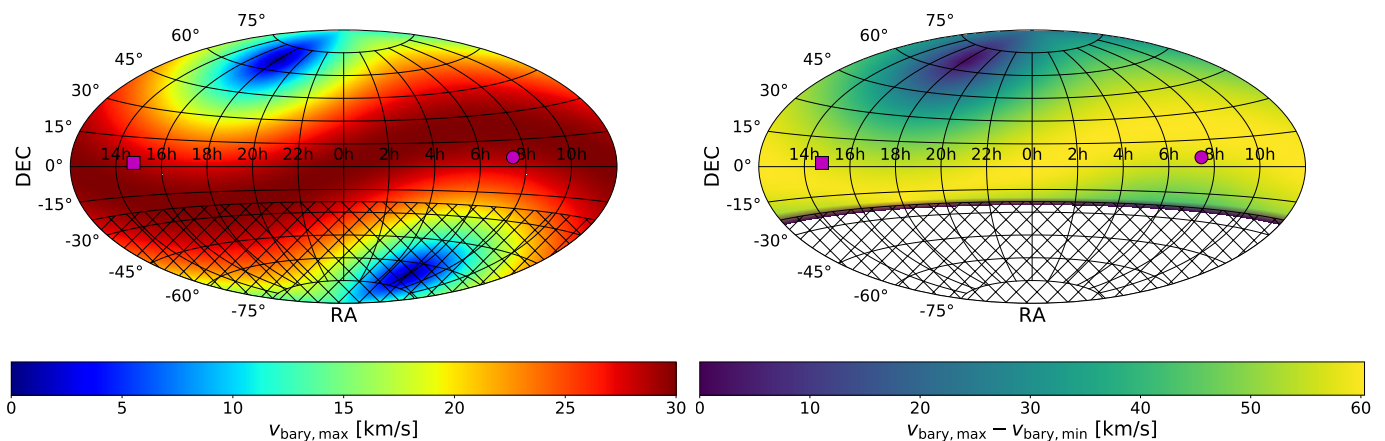 75°
60°
45°
30°
15°
0°
-15°
-30°
-45°
-60°
-75°
DEC
14h 16h 18h 20h 22h 0h 2h 4h 6h 8h 10h
RA
0 5 10 15 20 25 30
v_bary,max [km/s]
75°
60°
45°
30°
15°
0°
-15°
-30°
-45°
-60°
-75°
DEC
14h 16h 18h 20h 22h 0h 2h 4h 6h 8h 10h
RA
0 10 20 30 40 50 60
v_bary,max − v_bary,min [km/s]